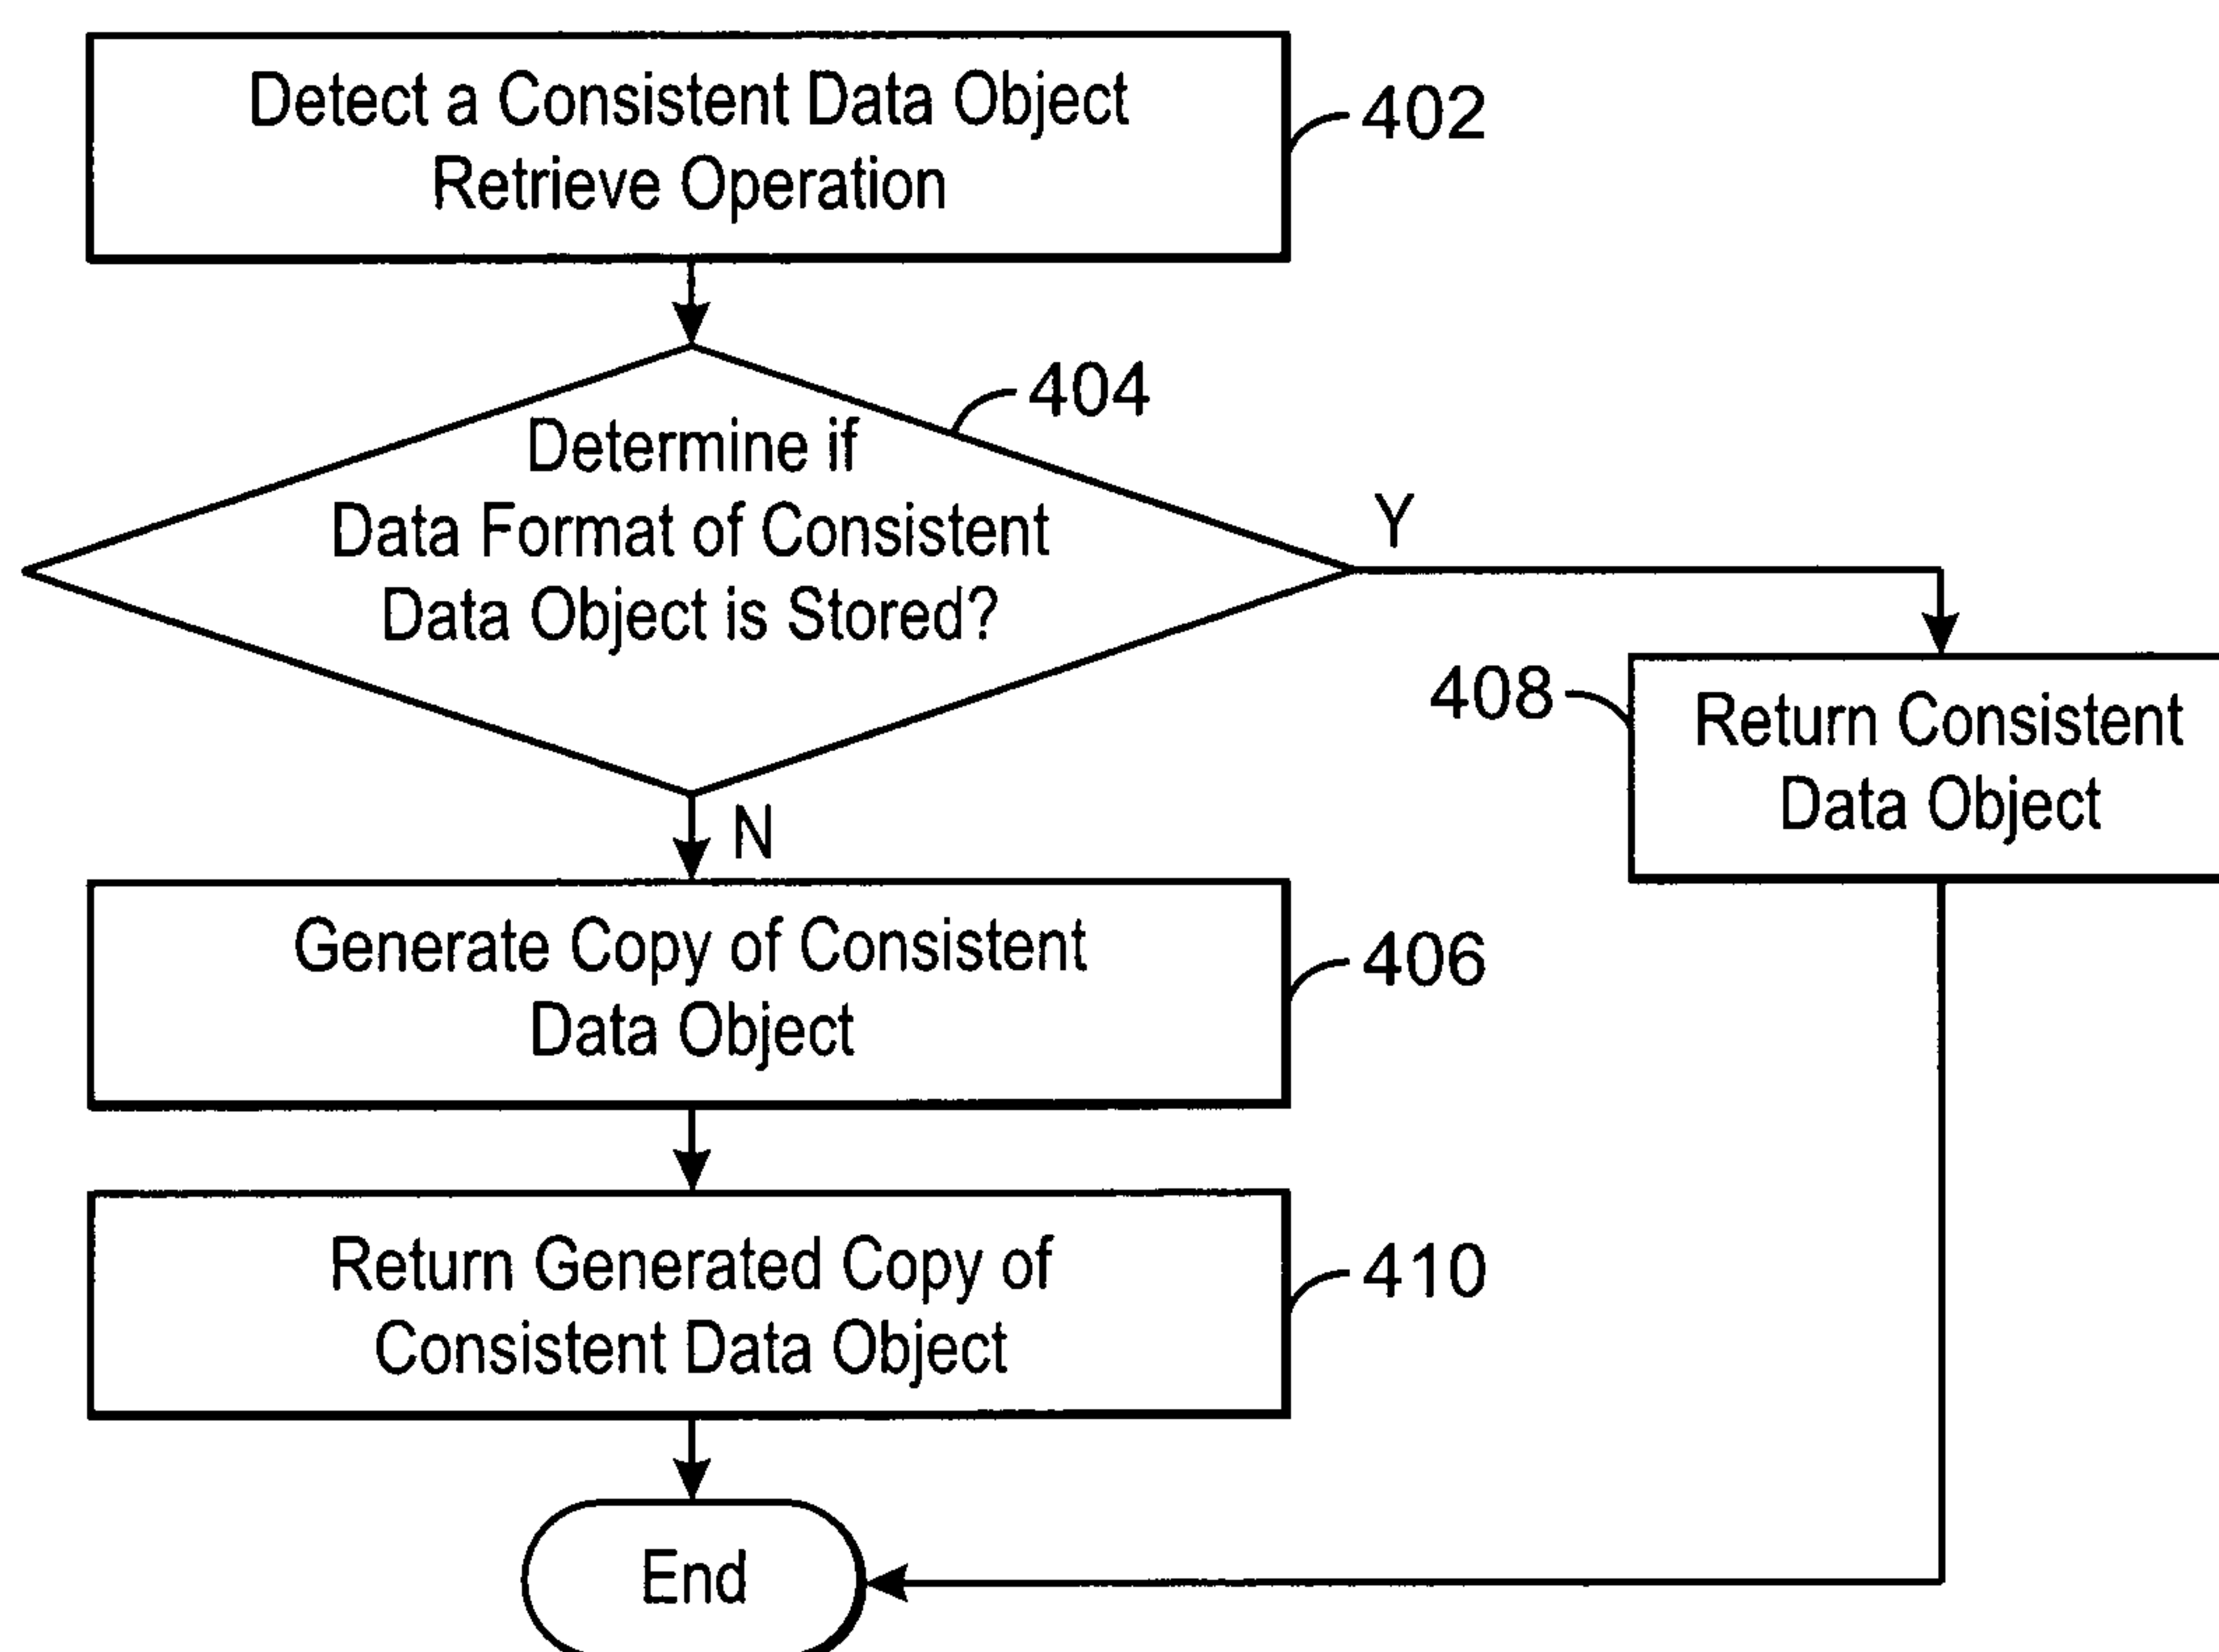 Detect a Consistent Data Object
Retrieve Operation
402
404
Determine if
Data Format of Consistent
Data Object is Stored?
Y
408
Return Consistent
Data Object
N
Generate Copy of Consistent
Data Object
406
Return Generated Copy of
Consistent Data Object
410
End